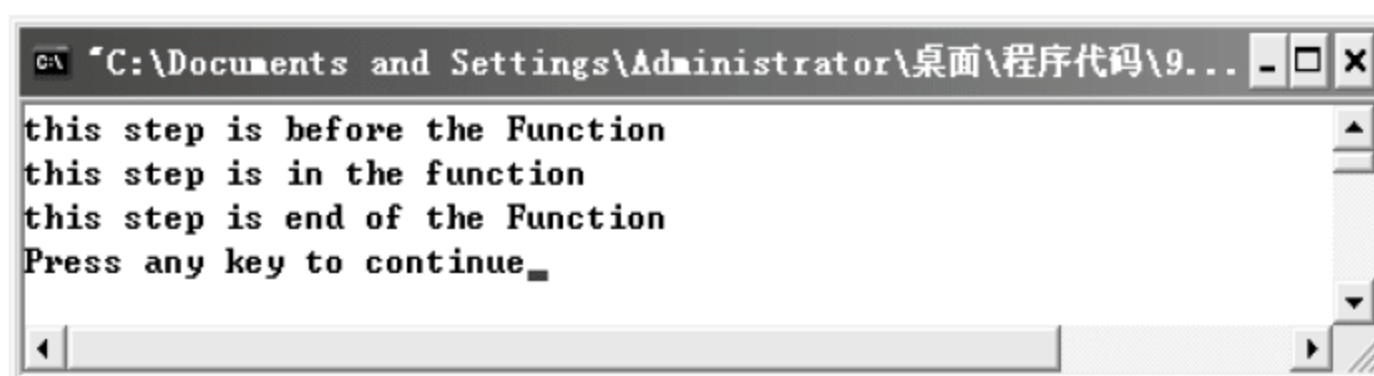 "C:\Documents and Settings\Administrator\桌面\程序代码\9...
this step is before the Function
this step is in the function
this step is end of the Function
Press any key to continue